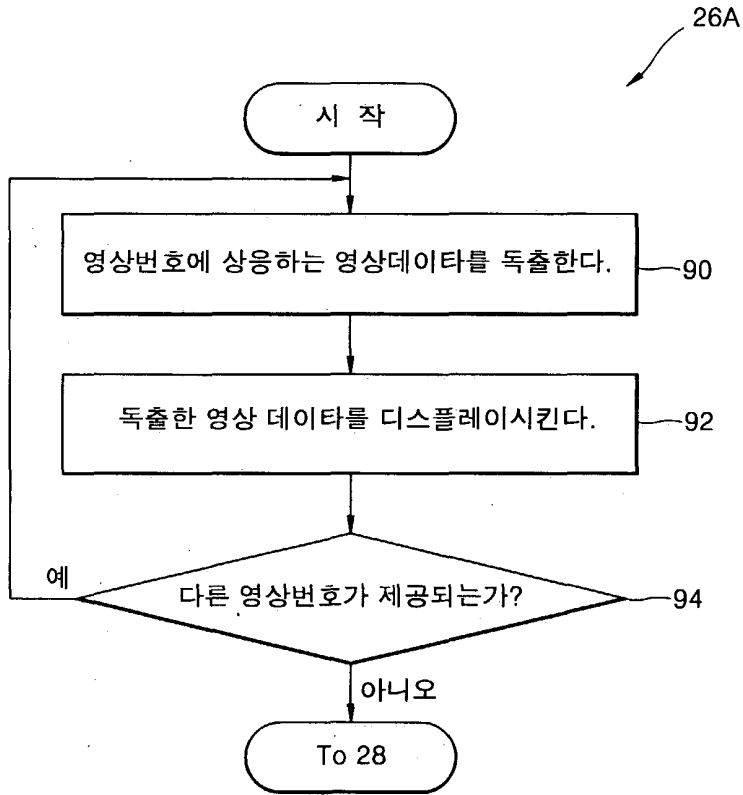 26A
시 작
영상번호에 상응하는 영상데이타를 독출한다.
90
독출한 영상 데이타를 디스플레이시킨다.
92
예
다른 영상번호가 제공되는가?
94
아니오
To 28